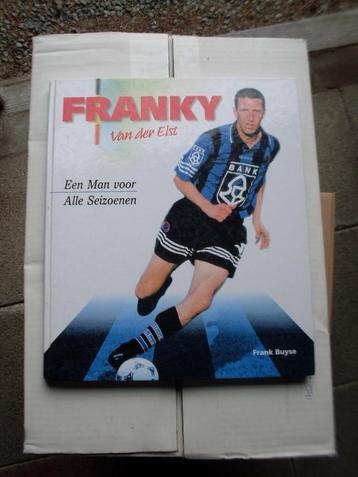 FRANKY
Van der Elst
Een Man voor
Alle Seizoenen
BANK
Frank Buyse